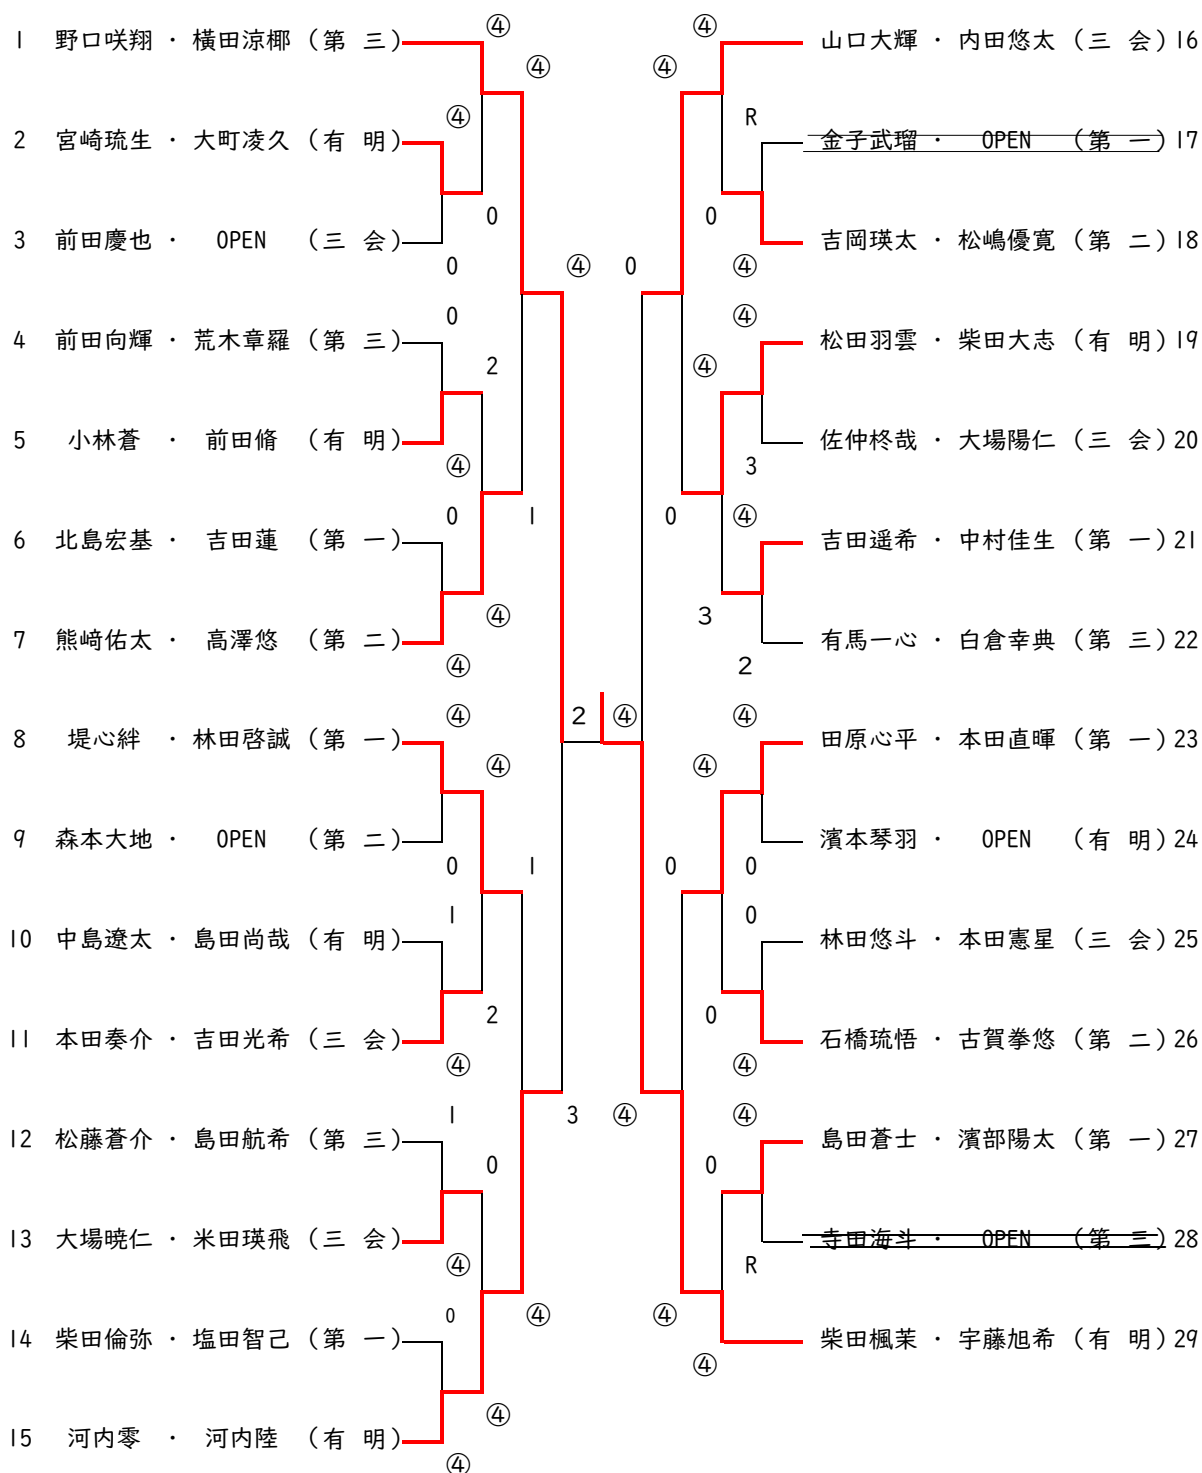 ④ ④
1 野口咲翔 ・ 横田涼椰 (第 三) 山口大輝 ・ 内田悠太 (三 会) 16
④ ④
④ R
2 宮崎琉生 ・ 大町凌久 (有 明) 金子武瑠 ・ OPEN (第 一) 17
0 0
3 前田慶也 ・ OPEN (三 会) 吉岡瑛太 ・ 松嶋優寛 (第 二) 18
0 ④ 0 ④
0 ④
4 前田向輝 ・ 荒木章羅 (第 三) 松田羽雲 ・ 柴田大志 (有 明) 19
2 ④
5 小林蒼 ・ 前田脩 (有 明) 佐仲柊哉 ・ 大場陽仁 (三 会) 20
④ 3
0 1 0 ④
6 北島宏基 ・ 吉田蓮 (第 一) 吉田遥希 ・ 中村佳生 (第 一) 21
④ 3
7 熊﨑佑太 ・ 高澤悠 (第 二) 有馬一心 ・ 白倉幸典 (第 三) 22
④ 2
④ 2 ④ ④
8 堤心絆 ・ 林田啓誠 (第 一) 田原心平 ・ 本田直暉 (第 一) 23
④ ④
9 森本大地 ・ OPEN (第 二) 濱本琴羽 ・ OPEN (有 明) 24
0 1 0 0
1 0
10 中島遼太 ・ 島田尚哉 (有 明) 林田悠斗 ・ 本田憲星 (三 会) 25
2 0
11 本田奏介 ・ 吉田光希 (三 会) 石橋琉悟 ・ 古賀拳悠 (第 二) 26
④ ④
1 3 ④ ④
12 松藤蒼介 ・ 島田航希 (第 三) 島田蒼士 ・ 濱部陽太 (第 一) 27
0 0
13 大場暁仁 ・ 米田瑛飛 (三 会) 寺田海斗 ・ OPEN (第 三) 28
④ R
0 ④ ④
14 柴田倫弥 ・ 塩田智己 (第 一) 柴田楓茉 ・ 宇藤旭希 (有 明) 29
④
④
15 河内零 ・ 河内陸 (有 明)
④